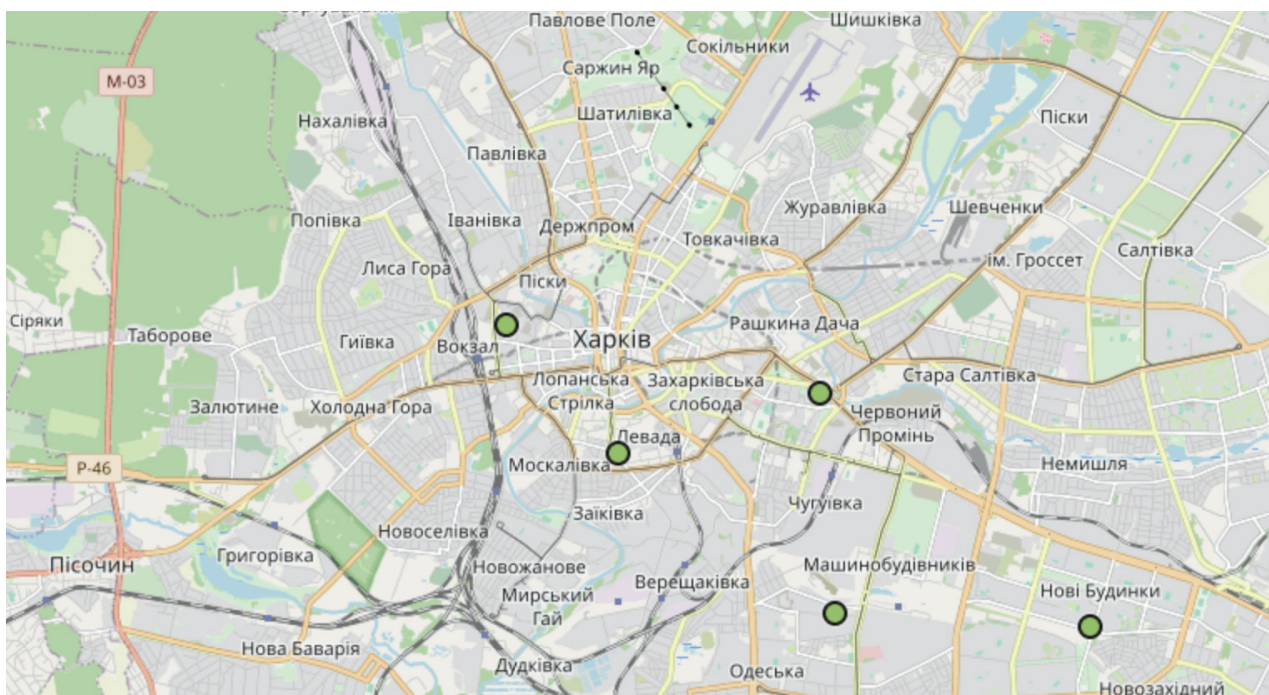 Павлове Поле
Шишківка
Сокільники
М-03
Саржин Яр
Нахалівка
Шатилівка
Піски
Павлівка
Попівка
Іванівка
Держпром
Журавлівка
Шевченки
Товкачівка
Салтівка
Лиса Гора
Піски
ім. Гроссет
Сіряки
Таборове
Гиївка
Вокзал
Харків
Рашкина Дача
Лопанська
Стрілка
Захарківська
слобода
Стара Салтівка
Залютине
Холодна Гора
Червоний
Промінь
Левада
Р-46
Москалівка
Немишля
Заїківка
Чугуївка
Новоселівка
Григорівка
Пісочин
Новожанове
Верещаківка
Машинобудівників
Нові Будинки
Мирський
Гай
Нова Баварія
Дудківка
Одеська
Новозахідний